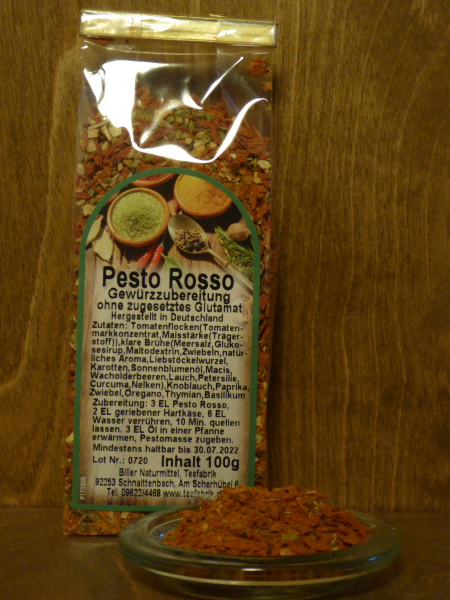 Pesto Rosso
Gewürzzubereitung
ohne zugesetztes Glutamat
Hergestellt in Deutschland
Zutaten: Tomatenflocken(Tomaten-
markkonzentrat,Maisstärke(Träger-
stoff)),klare Brühe(Meersalz,Gluko-
sesirup,Maltodextrin,Zwiebeln,natür-
liches Aroma,Liebstöckelwurzel,
Karotten,Sonnenblumenöl,Macis,
Wacholderbeeren,Lauch,Petersilie,
Curcuma,Nelken),Knoblauch,Paprika,
Zwiebel,Oregano,Thymian,Basilikum
Zubereitung: 3 EL Pesto Rosso,
2 EL geriebener Hartkäse, 6 EL
Wasser verrühren, 10 Min. quellen
lassen. 3 EL Öl in einer Pfanne
erwärmen, Pestomasse zugeben.
Mindestens haltbar bis 30.07.2022
Lot Nr.: 0720 Inhalt 100g
Biller Naturmittel, Teefabrik
92253 Schnaittenbach, Am Scherhübel 6
Tel. 09622/4468 www.teefabrik.d